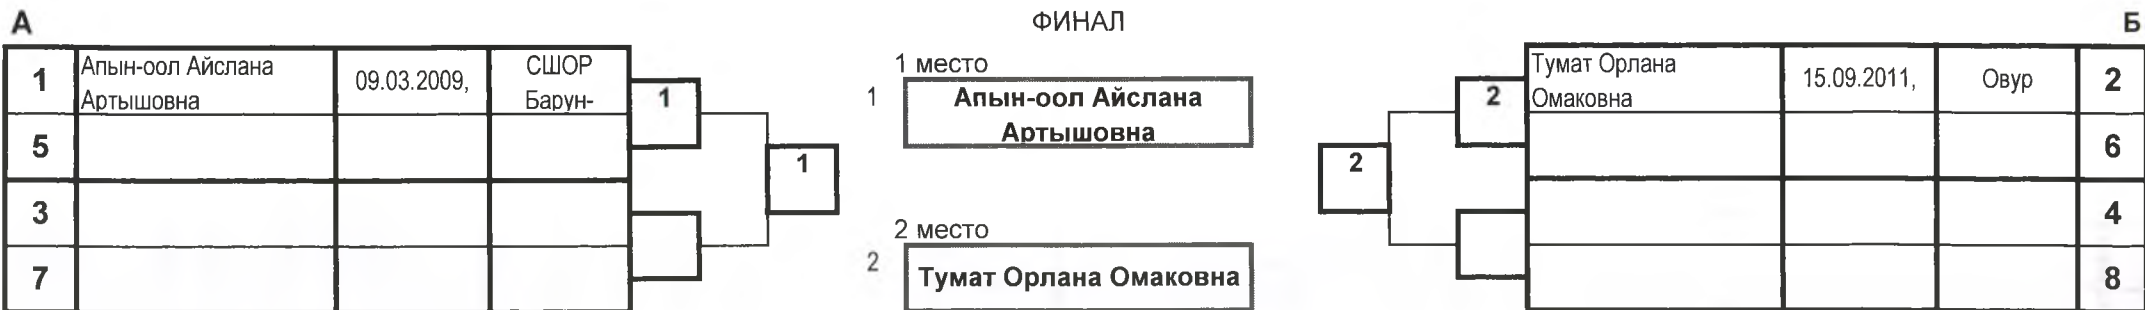 А
ФИНАЛ
Б
1
Апын-оол Айслана
Артышовна
09.03.2009,
СШОР
Барун-
5
3
7
1
1
1 место
1
Апын-оол Айслана
Артышовна
2 место
2
Тумат Орлана Омаковна
2
2
Тумат Орлана
Омаковна
15.09.2011,
Овур
2
6
4
8